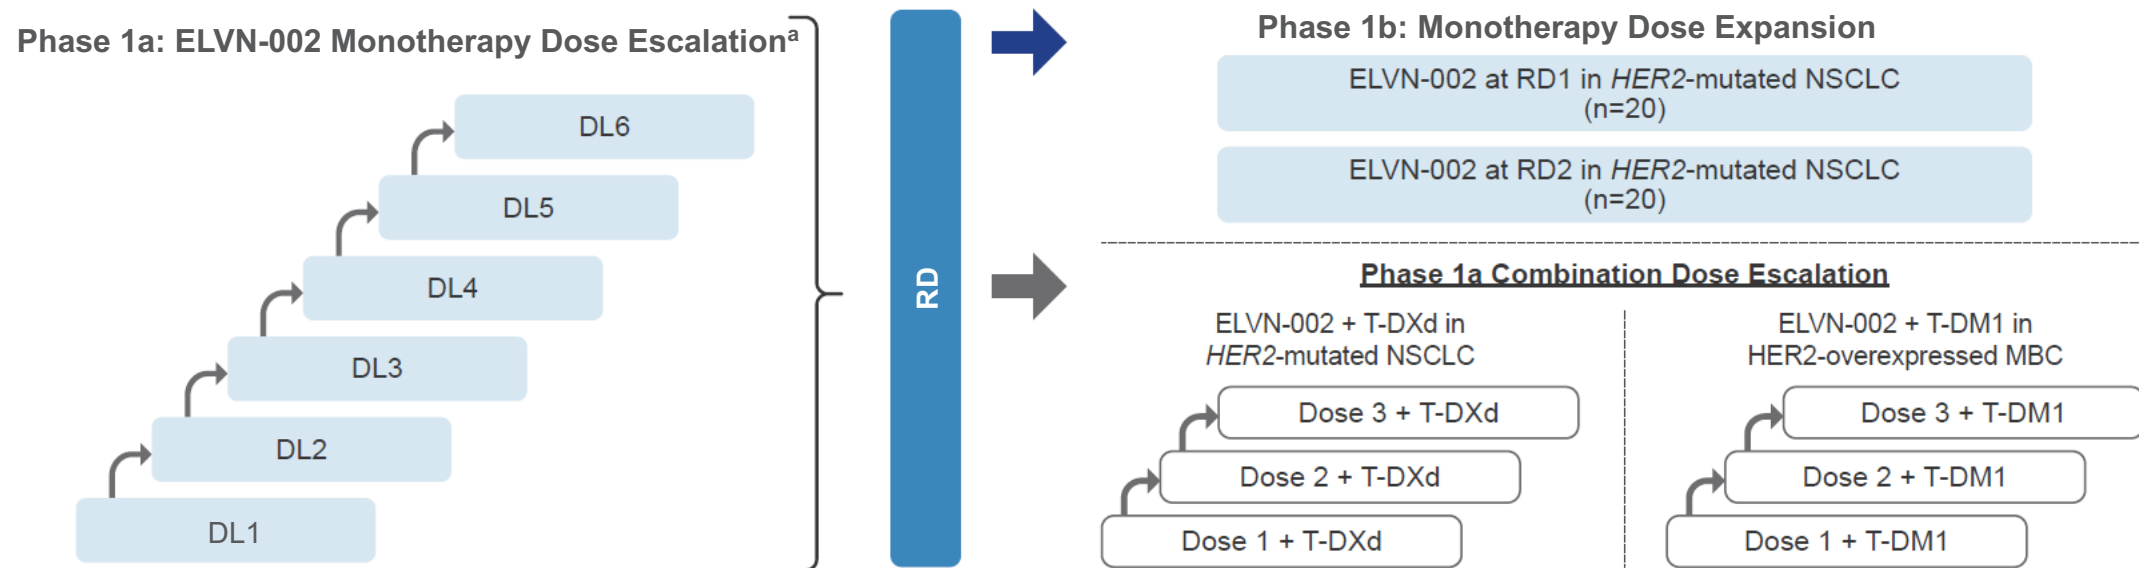 Phase 1a: ELVN-002 Monotherapy Dose Escalationᵃ
DL6
DL5
DL4
DL3
DL2
DL1
RD
Phase 1b: Monotherapy Dose Expansion
ELVN-002 at RD1 in HER2-mutated NSCLC
(n=20)
ELVN-002 at RD2 in HER2-mutated NSCLC
(n=20)
Phase 1a Combination Dose Escalation
ELVN-002 + T-DXd in
HER2-mutated NSCLC
Dose 3 + T-DXd
Dose 2 + T-DXd
Dose 1 + T-DXd
ELVN-002 + T-DM1 in
HER2-overexpressed MBC
Dose 3 + T-DM1
Dose 2 + T-DM1
Dose 1 + T-DM1